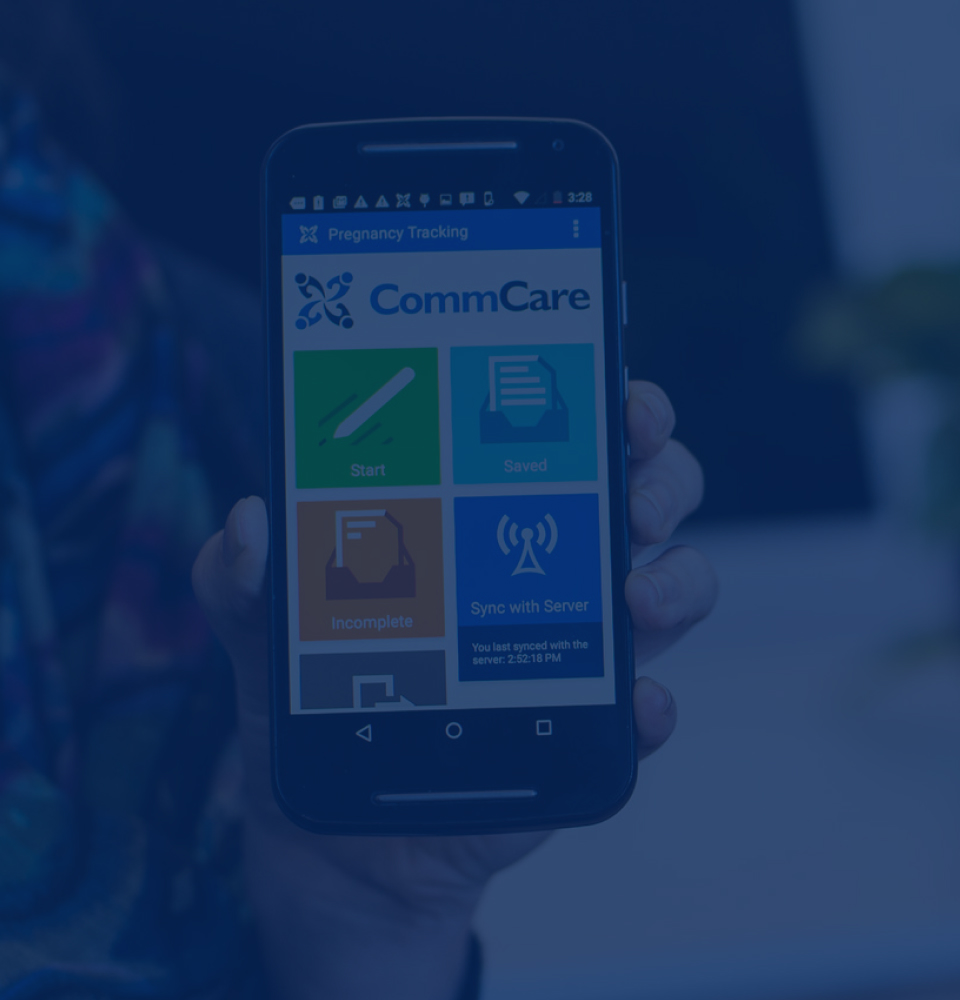 3:28
Pregnancy Tracking
CommCare
Start
Saved
Incomplete
Sync with Server
You last synced with the
server: 2:52:18 PM